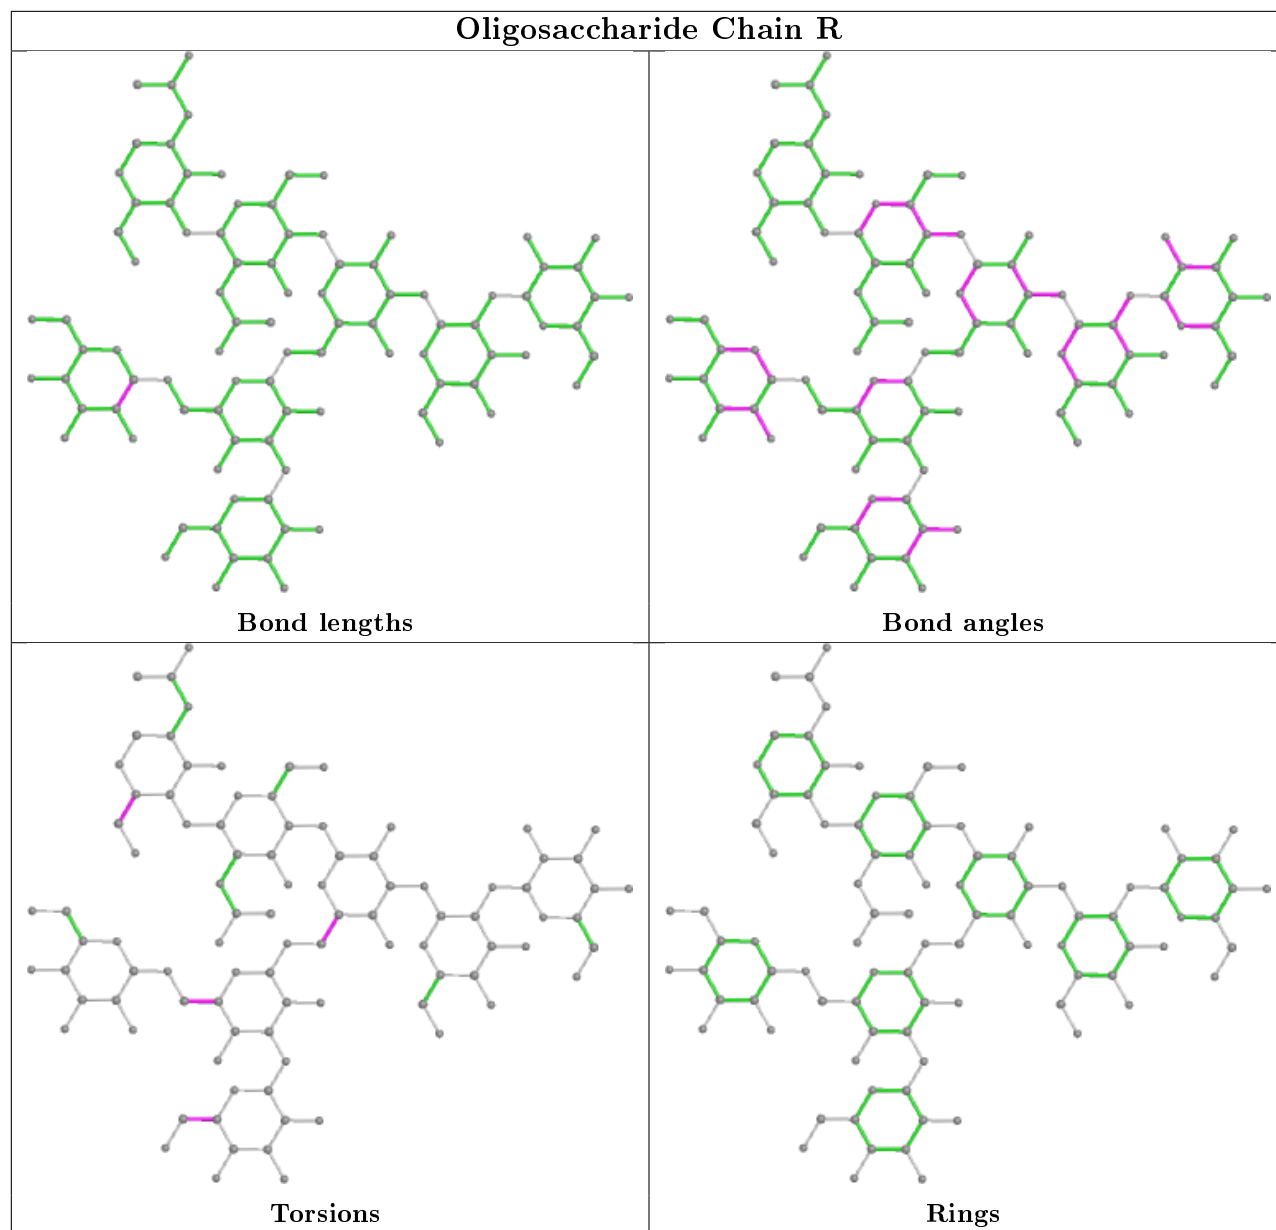 Oligosaccharide Chain R
Bond lengths
Bond angles
Torsions
Rings